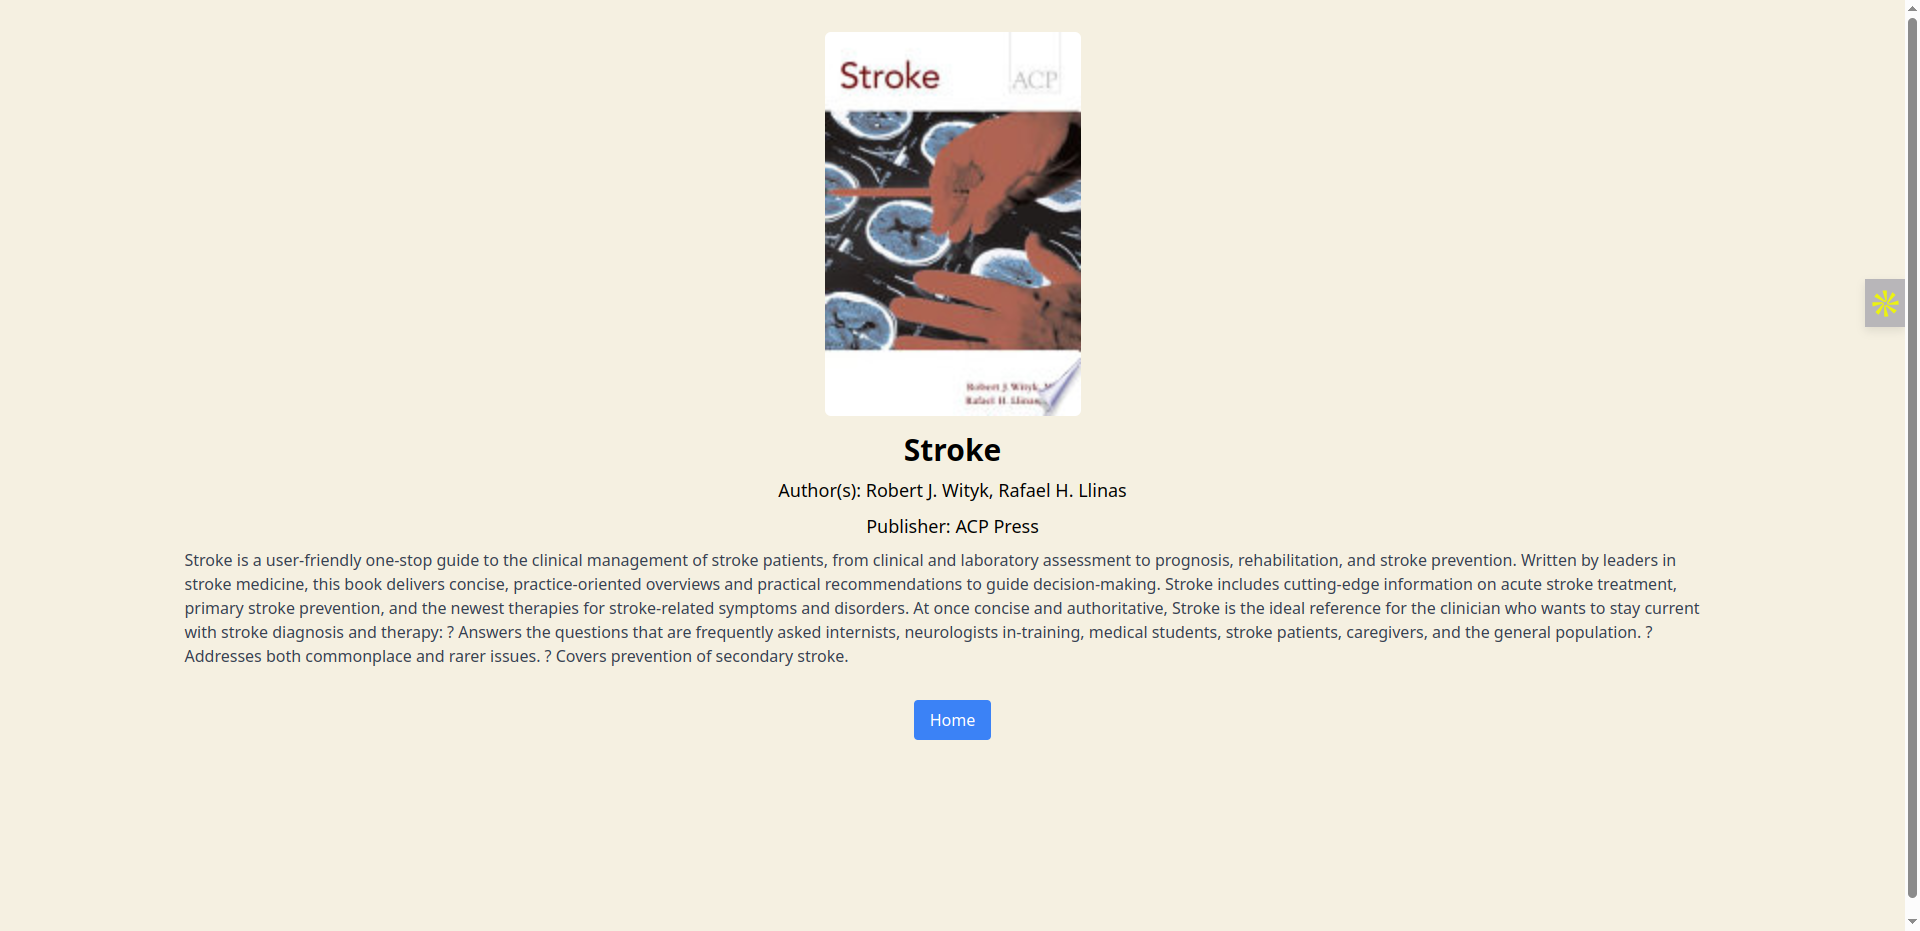 Stroke
ACP
Robert J. Wityk,
Rafael H. Llinas
Stroke
Author(s): Robert J. Wityk, Rafael H. Llinas
Publisher: ACP Press
Stroke is a user-friendly one-stop guide to the clinical management of stroke patients, from clinical and laboratory assessment to prognosis, rehabilitation, and stroke prevention. Written by leaders in
stroke medicine, this book delivers concise, practice-oriented overviews and practical recommendations to guide decision-making. Stroke includes cutting-edge information on acute stroke treatment,
primary stroke prevention, and the newest therapies for stroke-related symptoms and disorders. At once concise and authoritative, Stroke is the ideal reference for the clinician who wants to stay current
with stroke diagnosis and therapy: ? Answers the questions that are frequently asked internists, neurologists in-training, medical students, stroke patients, caregivers, and the general population. ?
Addresses both commonplace and rarer issues. ? Covers prevention of secondary stroke.
Home